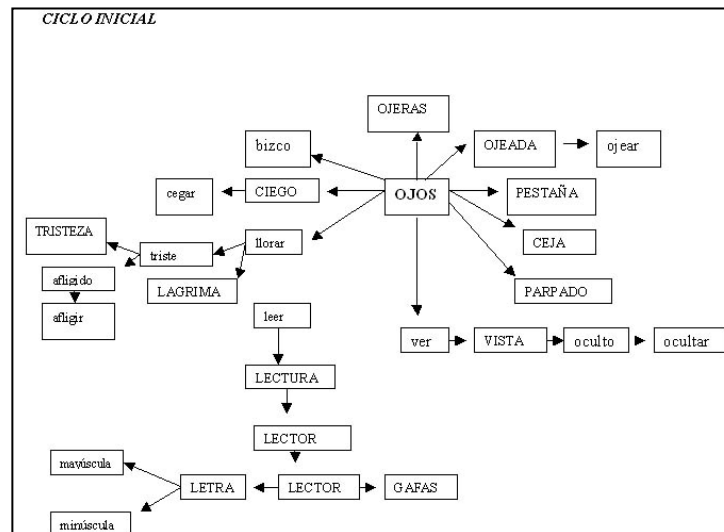 CICLO INICIAL
OJERAS
bizco
OJEADA
ojear
cegar
CIEGO
OJOS
PESTAÑA
TRISTEZA
triste
llorar
CEJA
afligido
LAGRIMA
PARPADO
afligir
leer
ver
VISTA
oculto
ocultar
LECTURA
LECTOR
mayúscula
LETRA
LECTOR
GAFAS
minúscula